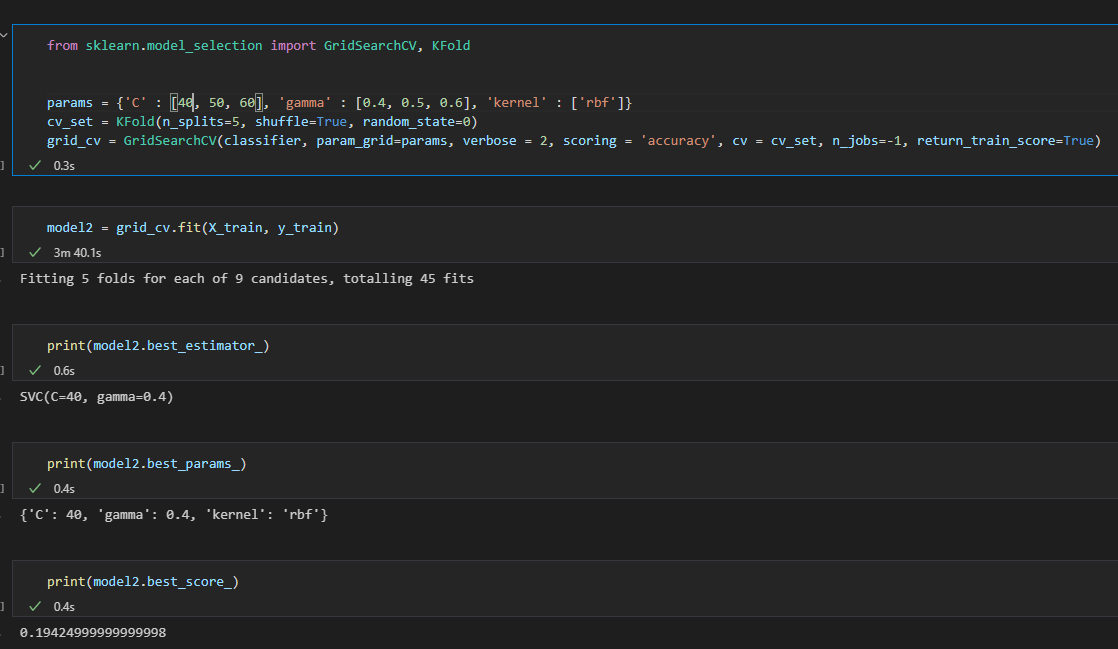 from sklearn.model_selection import GridSearchCV, KFold
params = {'C' : [40, 50, 60], 'gamma' : [0.4, 0.5, 0.6], 'kernel' : ['rbf']}
cv_set = KFold(n_splits=5, shuffle=True, random_state=0)
grid_cv = GridSearchCV(classifier, param_grid=params, verbose = 2, scoring = 'accuracy', cv = cv_set, n_jobs=-1, return_train_score=True)
] ✓ 0.3s
model2 = grid_cv.fit(X_train, y_train)
] ✓ 3m 40.1s
Fitting 5 folds for each of 9 candidates, totalling 45 fits
print(model2.best_estimator_)
] ✓ 0.6s
SVC(C=40, gamma=0.4)
print(model2.best_params_)
] ✓ 0.4s
{'C': 40, 'gamma': 0.4, 'kernel': 'rbf'}
print(model2.best_score_)
] ✓ 0.4s
0.19424999999999998